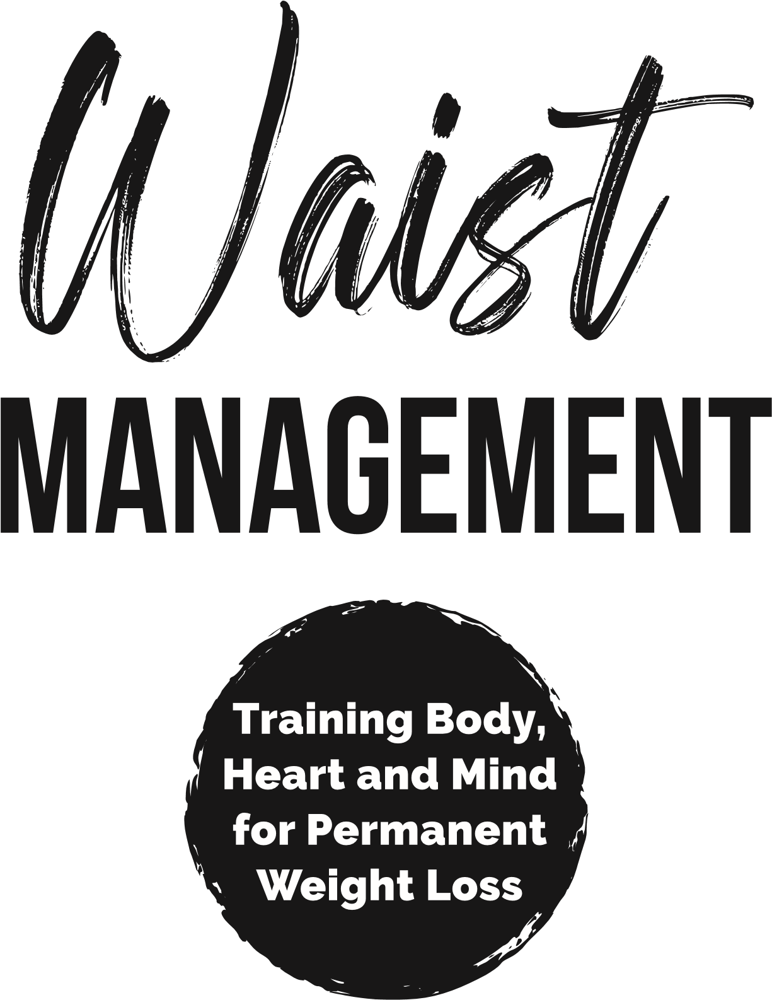 Waist
MANAGEMENT
Training Body,
Heart and Mind
for Permanent
Weight Loss